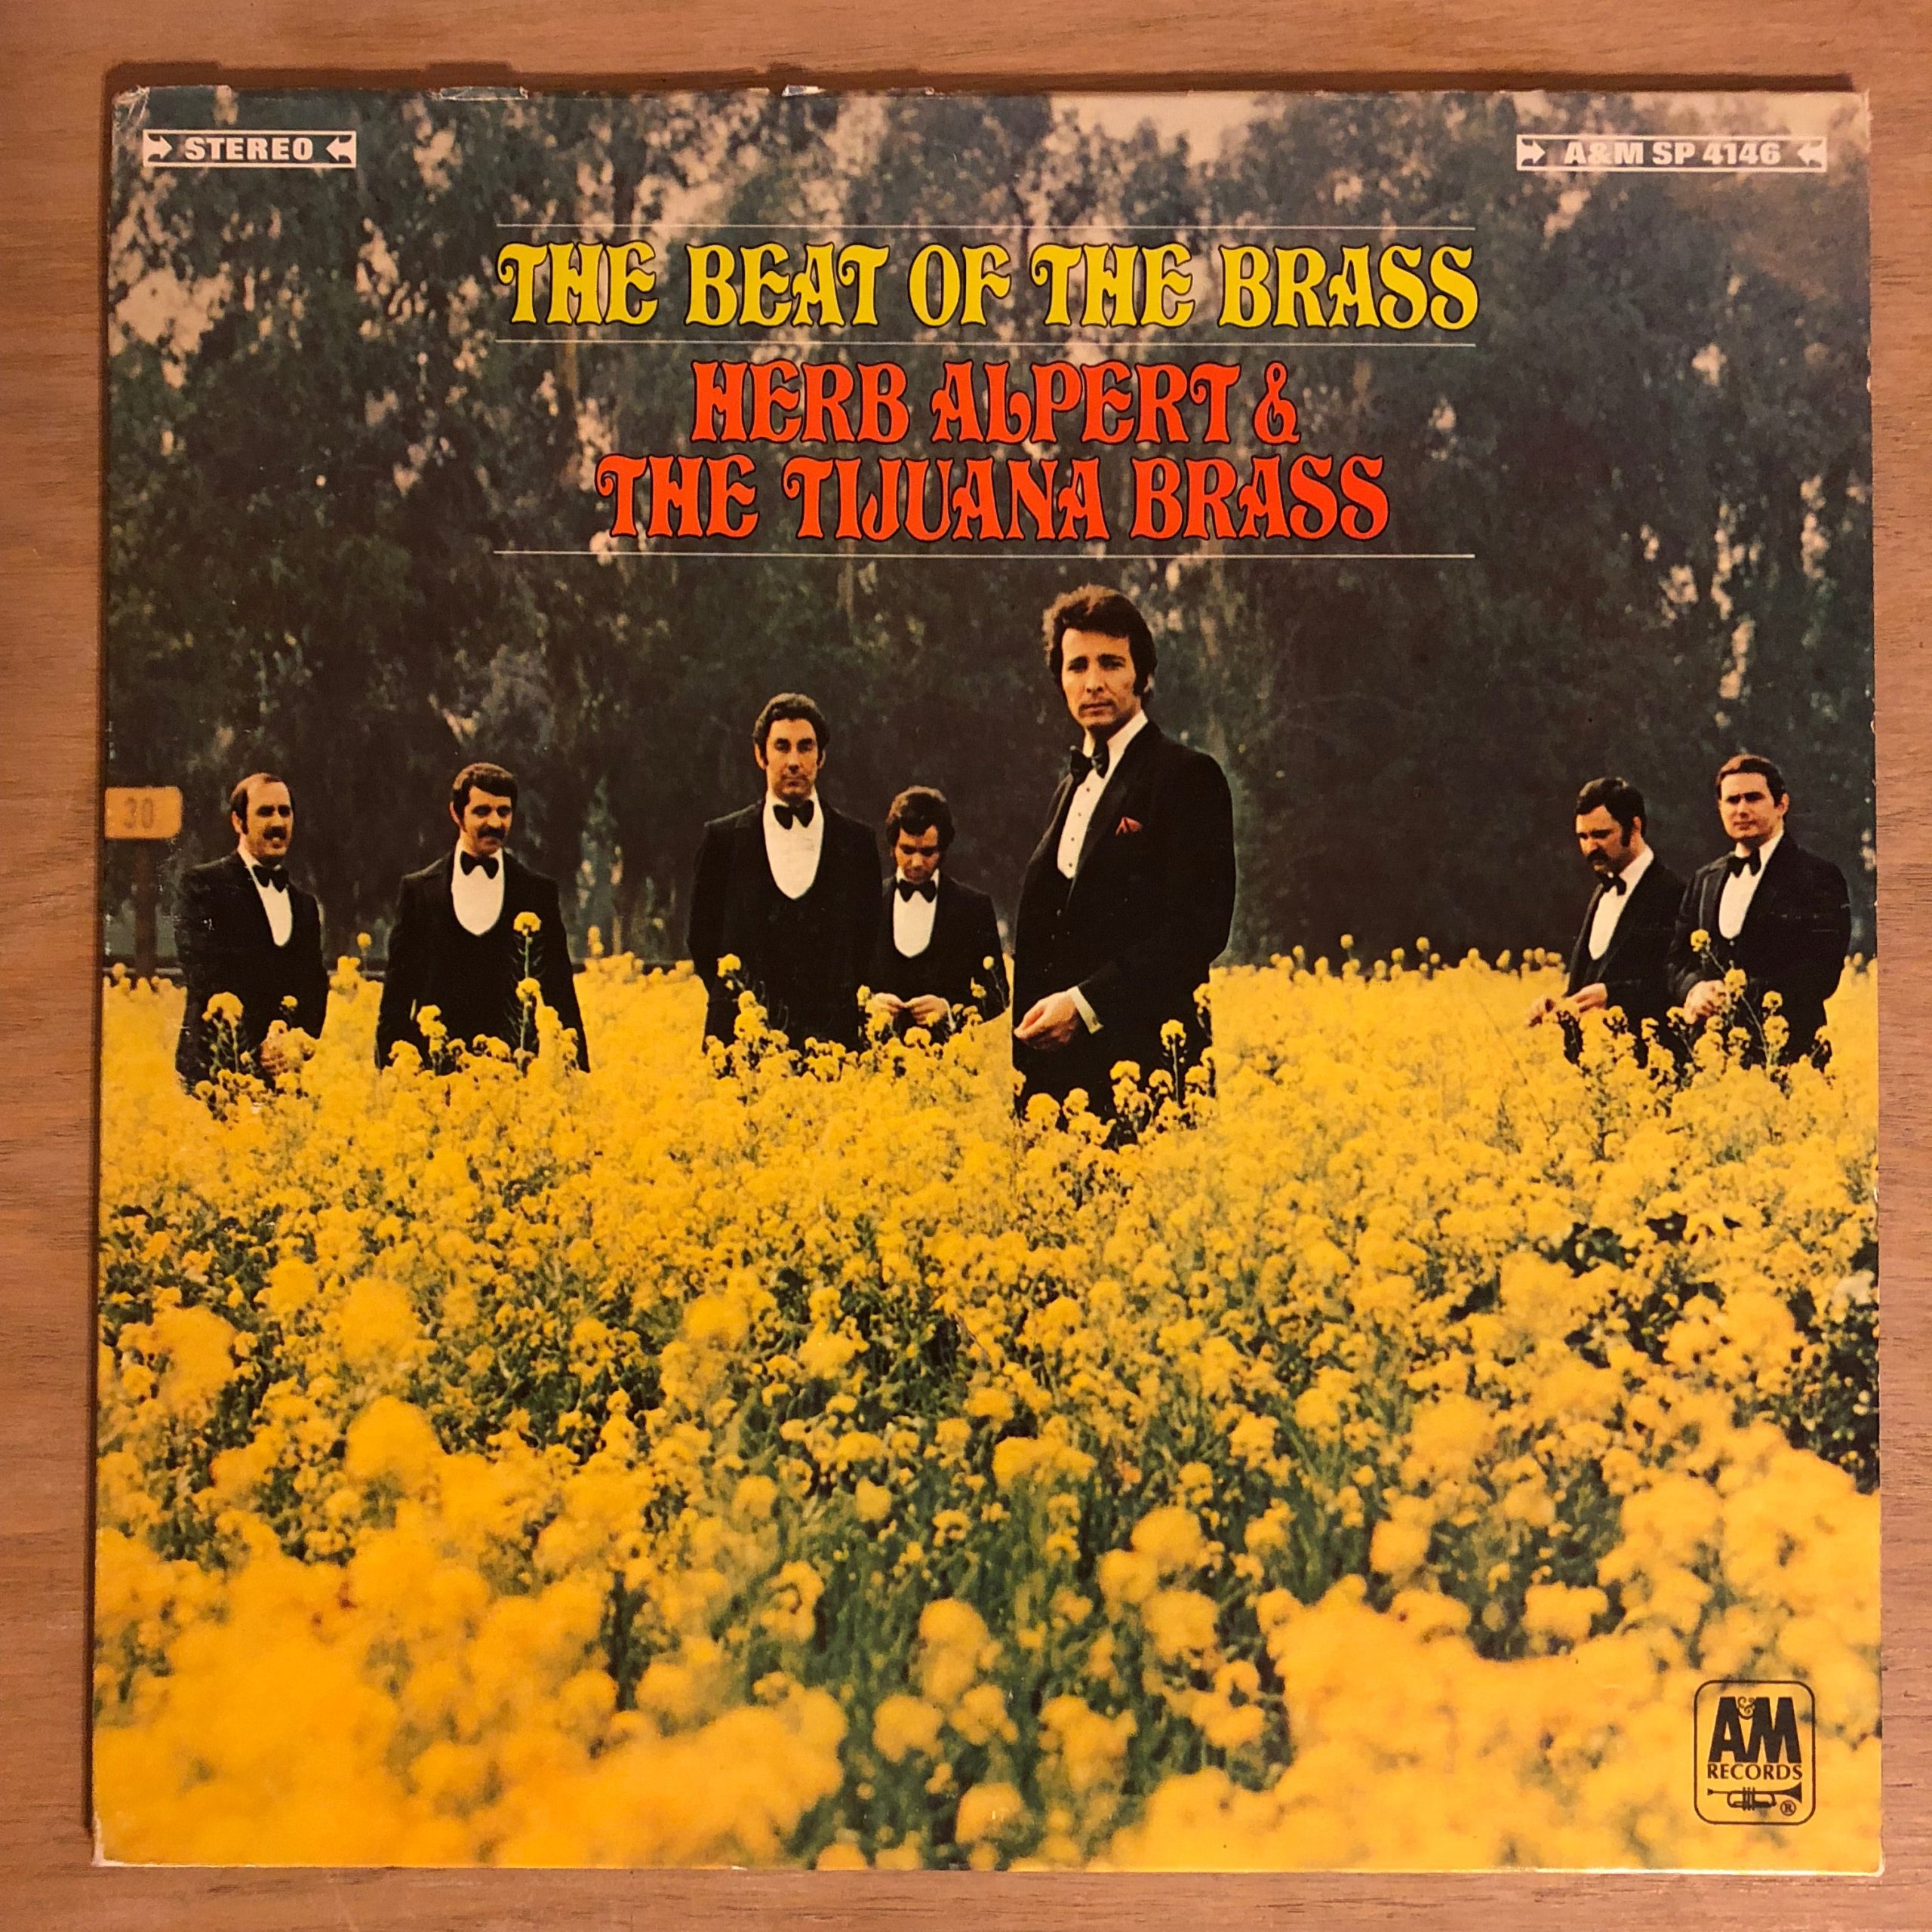 STEREO
A&M SP 4146
THE BEAT OF THE BRASS
HERB ALPERT &
THE TIJUANA BRASS
30
A&M
RECORDS
®